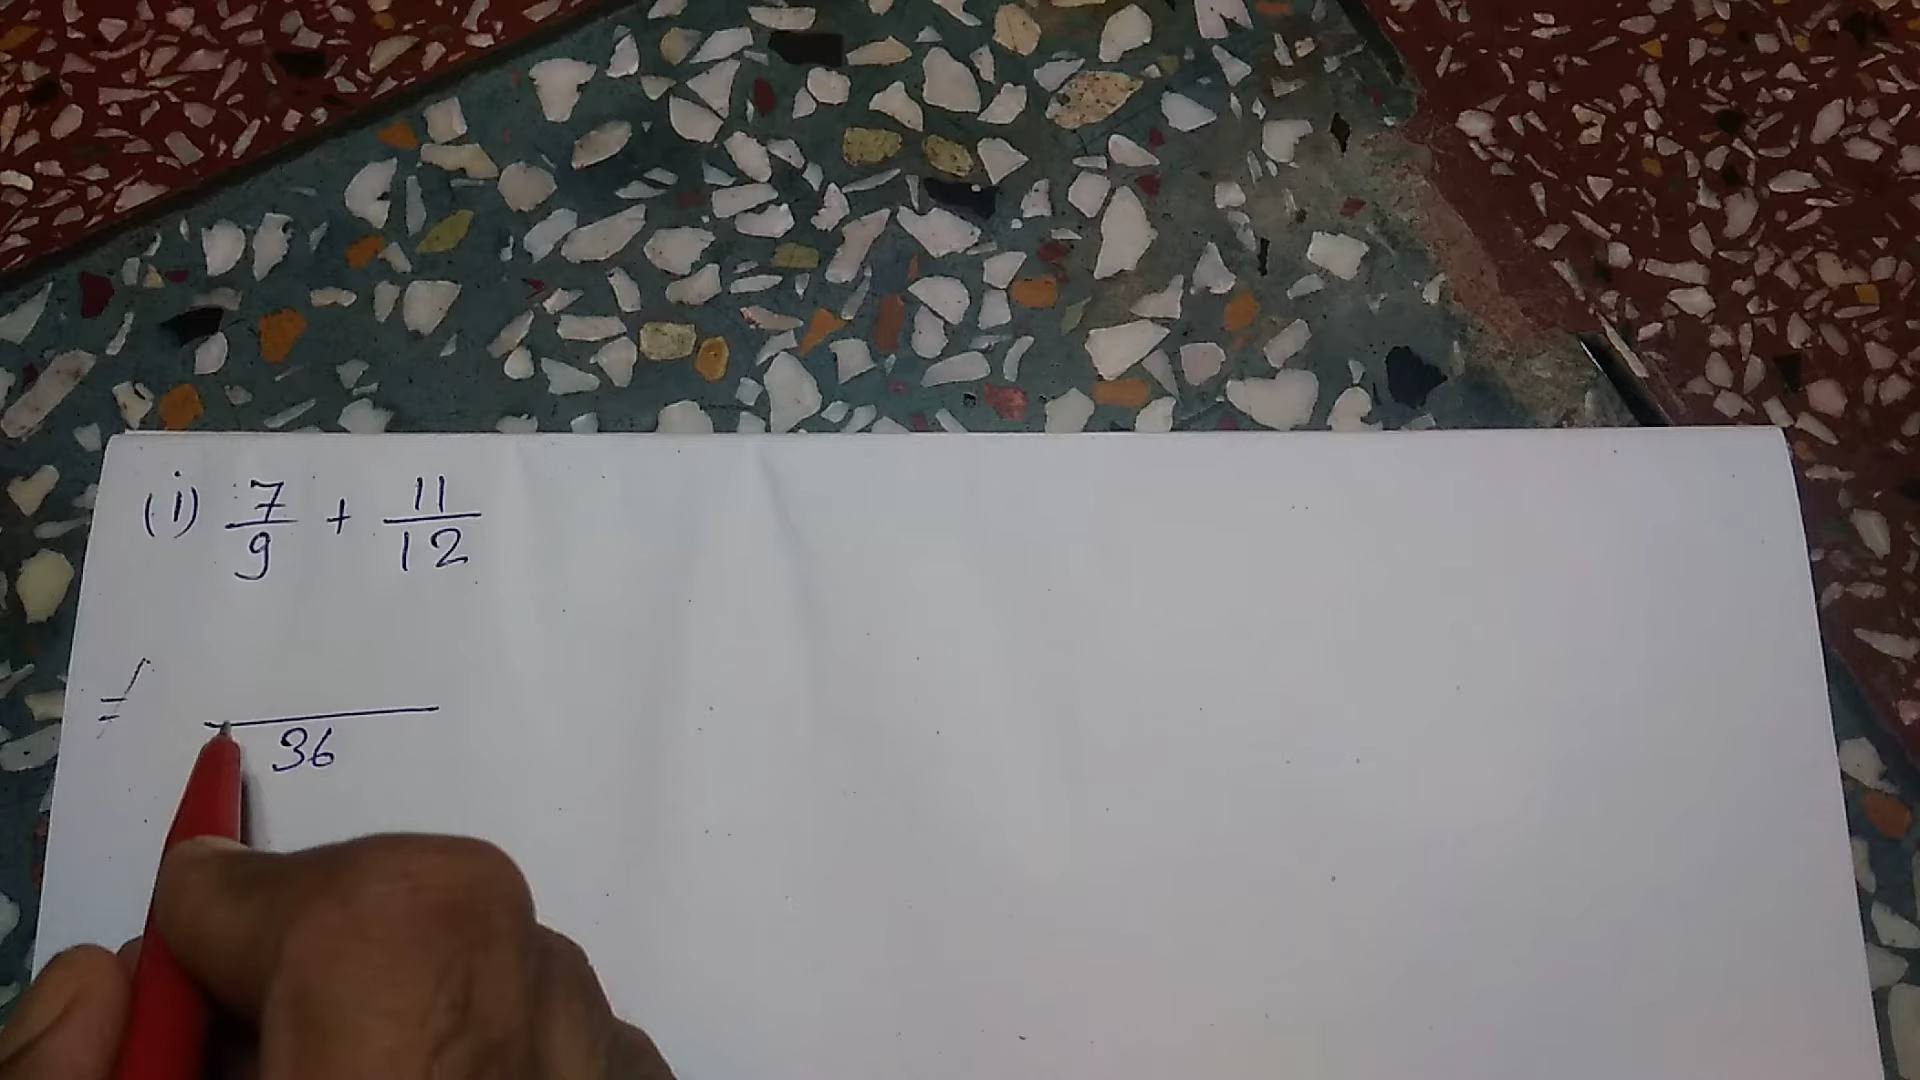 (i) 7/9 + 11/12
= ─── / 36